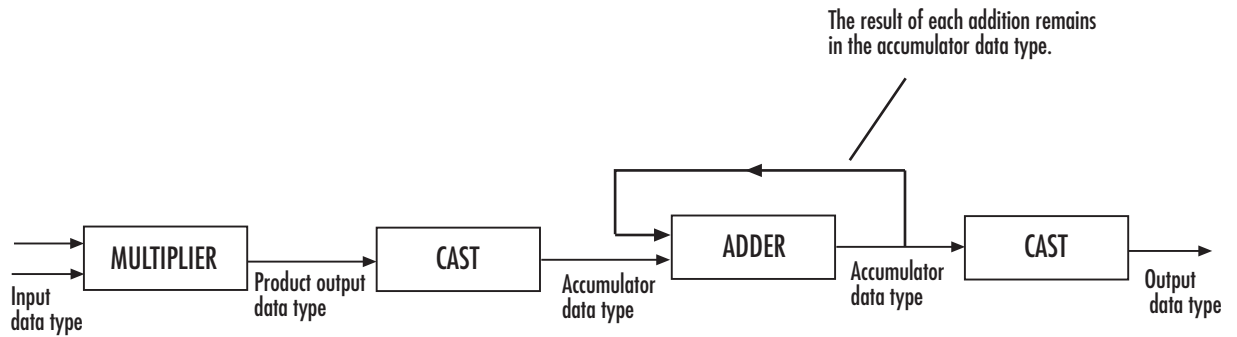 The result of each addition remains
in the accumulator data type.
MULTIPLIER
CAST
ADDER
CAST
Input
data type
Product output
data type
Accumulator
data type
Accumulator
data type
Output
data type